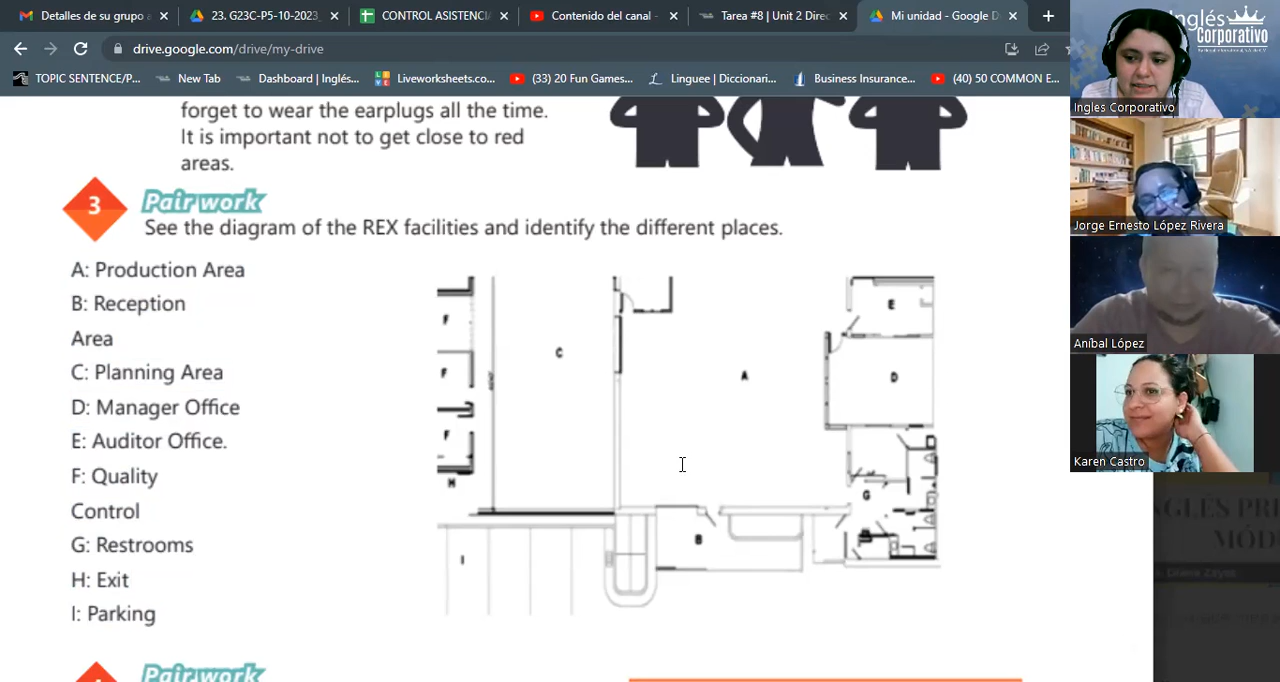 Detalles de su grupo a
23. G23C-P5-10-2023_
CONTROL ASISTENCIA
Contenido del canal -
Tarea #8 | Unit 2 Direc
Mi unidad - Google D
drive.google.com/drive/my-drive
TOPIC SENTENCE/P...
New Tab
Dashboard | Inglés...
Liveworksheets.co...
(33) 20 Fun Games...
Linguee | Diccionari...
Business Insurance...
(40) 50 COMMON E...
forget to wear the earplugs all the time.
It is important not to get close to red
areas.
3
Pair work
See the diagram of the REX facilities and identify the different places.
A: Production Area
B: Reception
Area
C: Planning Area
D: Manager Office
E: Auditor Office.
F: Quality
Control
G: Restrooms
H: Exit
I: Parking
F
F
F
H
C
A
E
D
G
B
I
Pair work
Inglés
Corporativo
Ingles Corporativo
Jorge Ernesto López Rivera
Aníbal López
Karen Castro